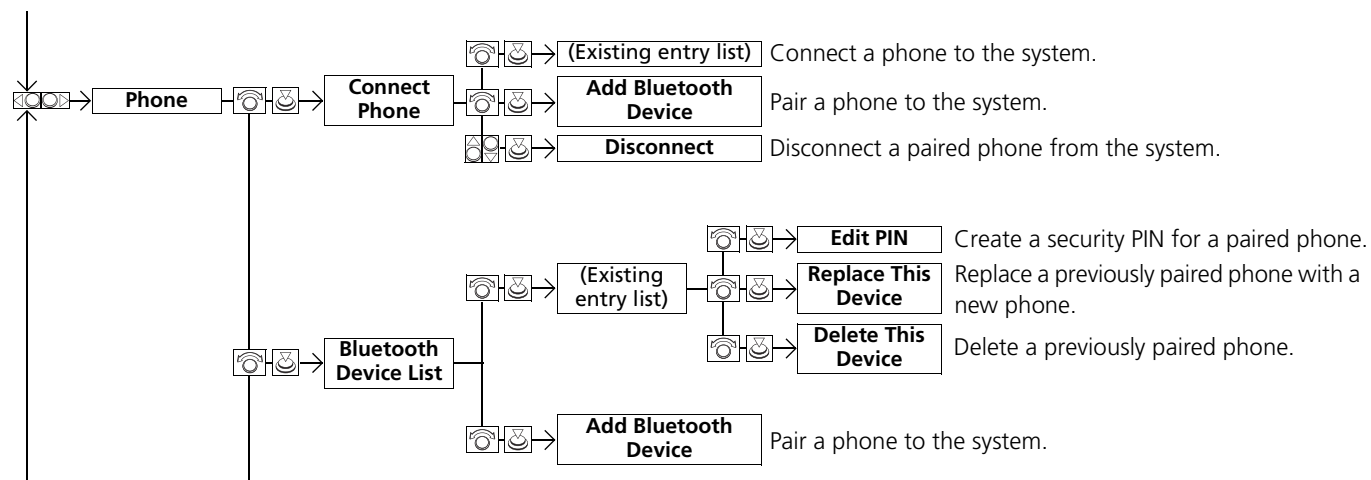 (Existing entry list) Connect a phone to the system.
Phone
Connect
Phone
Add Bluetooth
Device
Pair a phone to the system.
Disconnect Disconnect a paired phone from the system.
Edit PIN Create a security PIN for a paired phone.
(Existing
entry list)
Replace This
Device
Replace a previously paired phone with a
new phone.
Delete This
Device
Delete a previously paired phone.
Bluetooth
Device List
Add Bluetooth
Device
Pair a phone to the system.